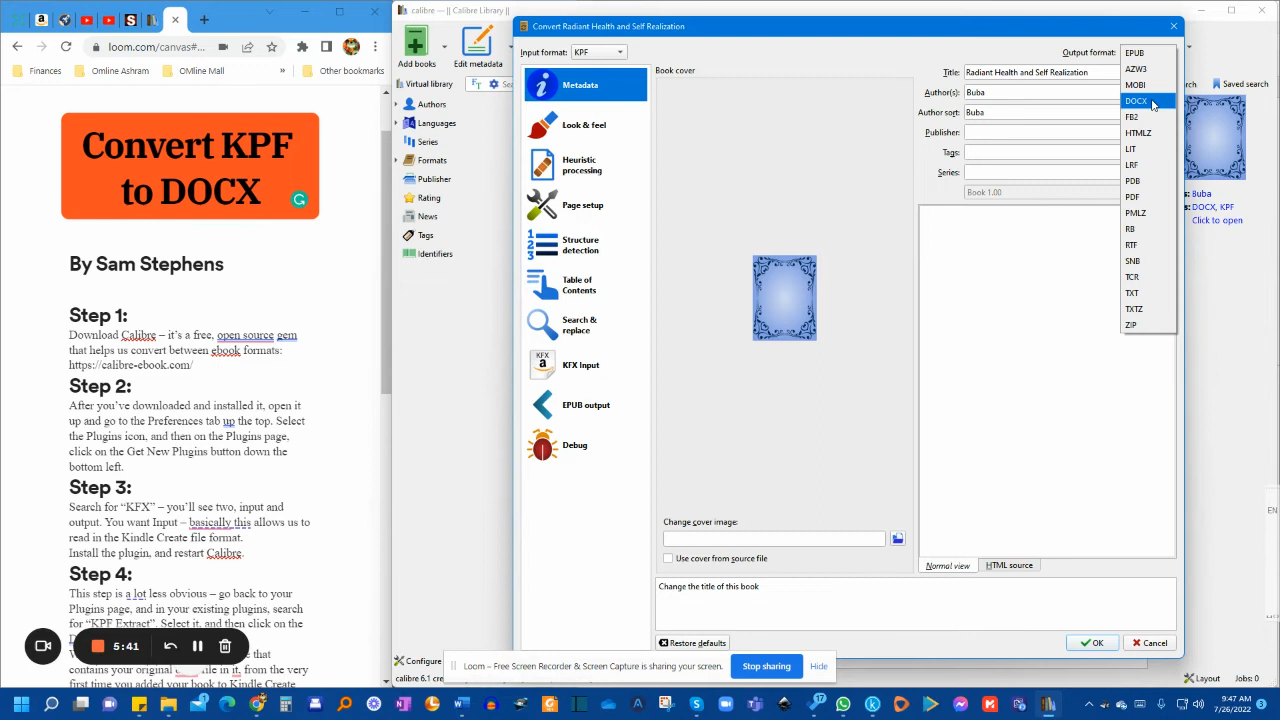 loom.com/canvas#...
Finances
Omline Ashram
OMline Mall
»
Other bookmarks
Convert KPF
to DOCX
By Sam Stephens
Step 1:
Download Calibre – it's a free, open source gem
that helps us convert between ebook formats:
https://calibre-ebook.com/
Step 2:
After you've downloaded and installed it, open it
up and go to the Preferences tab up the top. Select
the Plugins icon, and then on the Plugins page,
click on the Get New Plugins button down the
bottom left.
Step 3:
Search for “KFX” – you'll see two, input and
output. You want Input – basically this allows us to
read in the Kindle Create file format.
Install the plugin, and restart Calibre.
Step 4:
This step is a lot less obvious – go back to your
Plugins page, and in your existing plugins, search
for “KPF Extract”. Select it, and then click on the
5:41
that
contains your original
file in it, from the very
first time you added your book to Kindle Create
calibre — || Calibre Library ||
Add books
Edit metadata
Virtual library
Authors
Languages
Series
Formats
Publisher
Rating
News
Tags
Identifiers
Configure
calibre 6.1
Convert Radiant Health and Self Realization
Input format:
KPF
Output format:
Metadata
Look & feel
Heuristic
processing
Page setup
Structure
detection
Table of
Contents
Search &
replace
KFX Input
EPUB output
Debug
Book cover
Change cover image:
Use cover from source file
Title:
Radiant Health and Self Realization
Author(s):
Buba
Author sort:
Buba
Publisher:
Tags:
Series:
Book 1.00
EPUB
AZW3
MOBI
DOCX
FB2
HTMLZ
LIT
LRF
PDB
PDF
PMLZ
RB
RTF
SNB
TCR
TXT
TXTZ
ZIP
Normal view
HTML source
Change the title of this book
Restore defaults
OK
Cancel
Saved search
Buba
DOCX, KPF
Click to open
EN
Loom – Free Screen Recorder & Screen Capture is sharing your screen.
Stop sharing
Hide
Layout
Jobs: 0
17
9:47 AM
7/26/2022